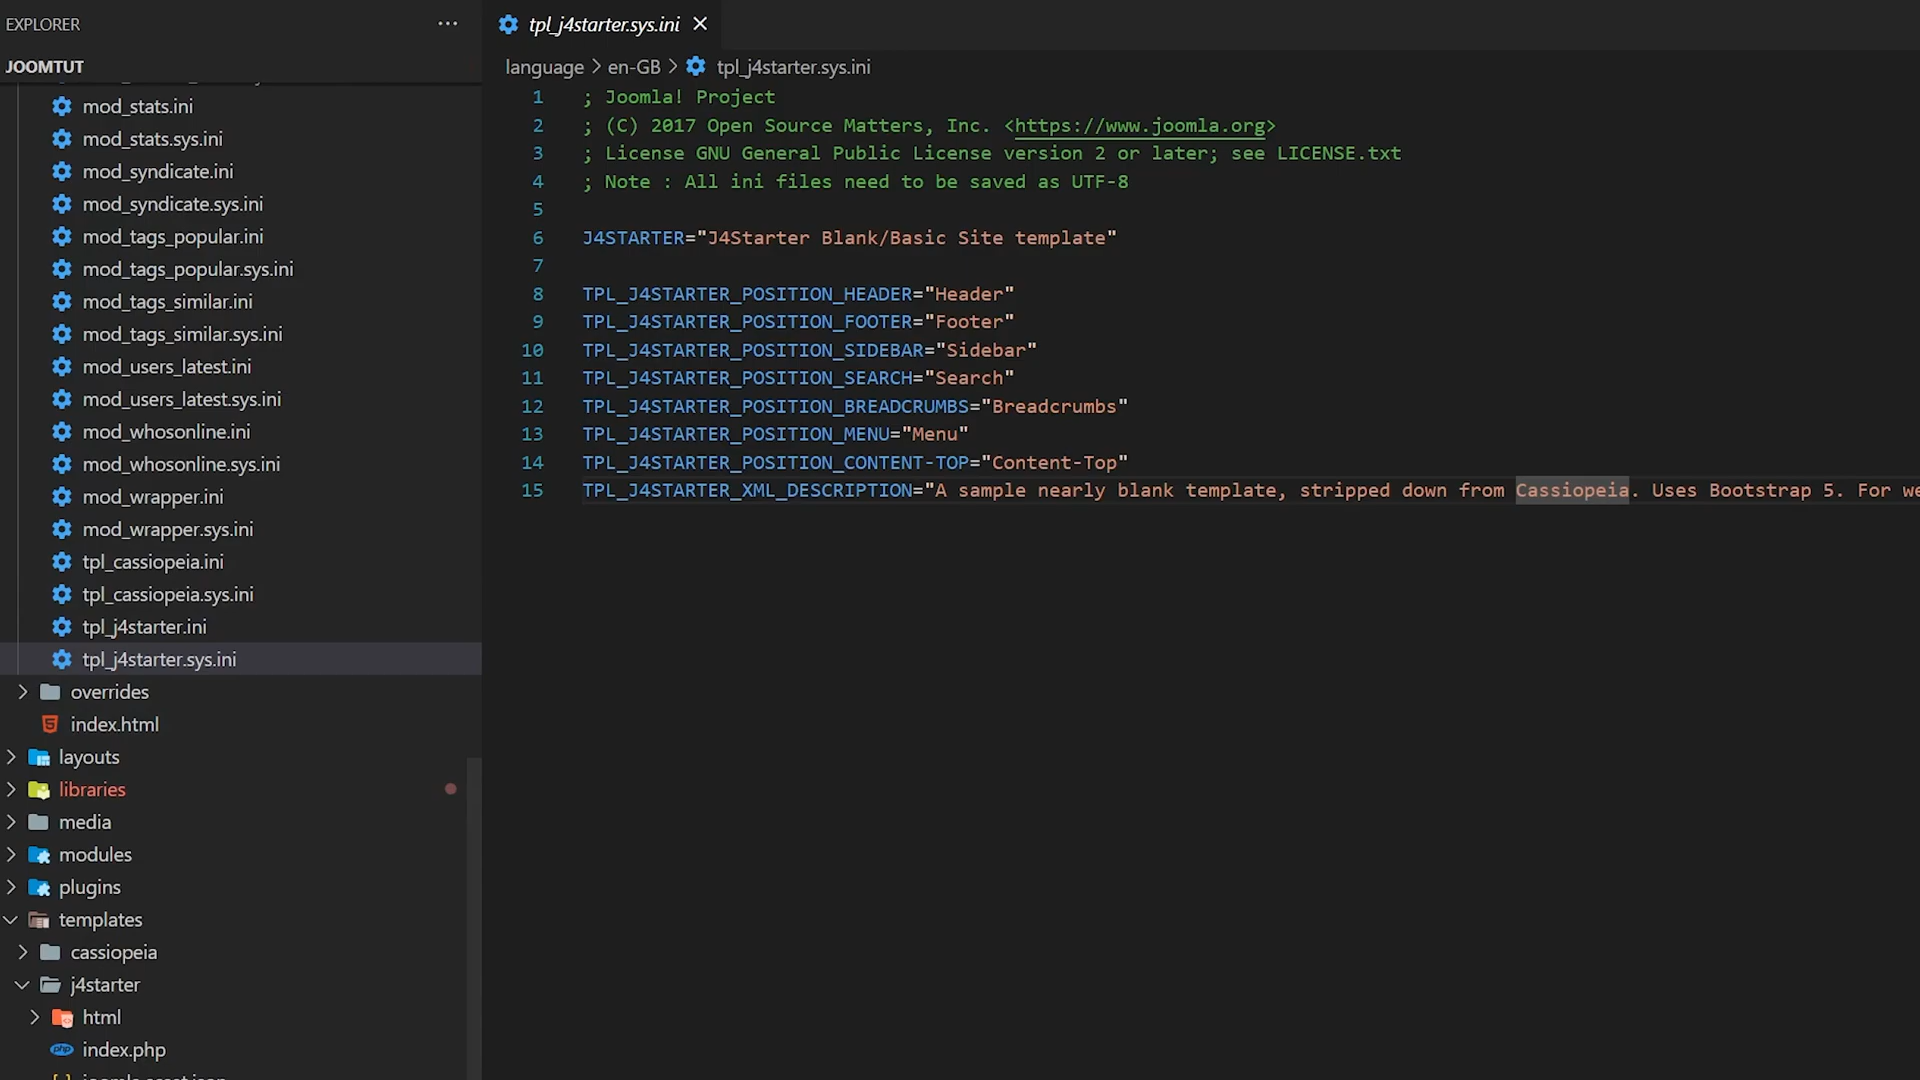 EXPLORER
JOOMTUT
mod_stats.ini
mod_stats.sys.ini
mod_syndicate.ini
mod_syndicate.sys.ini
mod_tags_popular.ini
mod_tags_popular.sys.ini
mod_tags_similar.ini
mod_tags_similar.sys.ini
mod_users_latest.ini
mod_users_latest.sys.ini
mod_whosonline.ini
mod_whosonline.sys.ini
mod_wrapper.ini
mod_wrapper.sys.ini
tpl_cassiopeia.ini
tpl_cassiopeia.sys.ini
tpl_j4starter.ini
tpl_j4starter.sys.ini
overrides
index.html
layouts
libraries
media
modules
plugins
templates
cassiopeia
j4starter
html
index.php
tpl_j4starter.sys.ini
language > en-GB > tpl_j4starter.sys.ini
1 ; Joomla! Project
2 ; (C) 2017 Open Source Matters, Inc. <https://www.joomla.org>
3 ; License GNU General Public License version 2 or later; see LICENSE.txt
4 ; Note : All ini files need to be saved as UTF-8
5
6 J4STARTER="J4Starter Blank/Basic Site template"
7
8 TPL_J4STARTER_POSITION_HEADER="Header"
9 TPL_J4STARTER_POSITION_FOOTER="Footer"
10 TPL_J4STARTER_POSITION_SIDEBAR="Sidebar"
11 TPL_J4STARTER_POSITION_SEARCH="Search"
12 TPL_J4STARTER_POSITION_BREADCRUMBS="Breadcrumbs"
13 TPL_J4STARTER_POSITION_MENU="Menu"
14 TPL_J4STARTER_POSITION_CONTENT-TOP="Content-Top"
15 TPL_J4STARTER_XML_DESCRIPTION="A sample nearly blank template, stripped down from Cassiopeia. Uses Bootstrap 5. For we